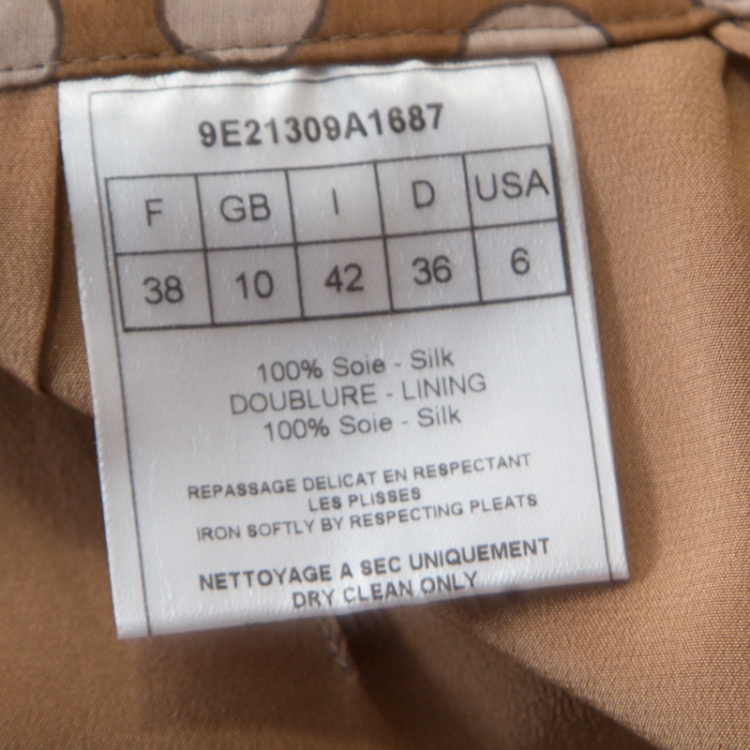 9E21309A1687
F GB I D USA
38 10 42 36 6
100% Soie - Silk
DOUBLURE - LINING
100% Soie - Silk
REPASSAGE DELICAT EN RESPECTANT
LES PLISSES
IRON SOFTLY BY RESPECTING PLEATS
NETTOYAGE A SEC UNIQUEMENT
DRY CLEAN ONLY